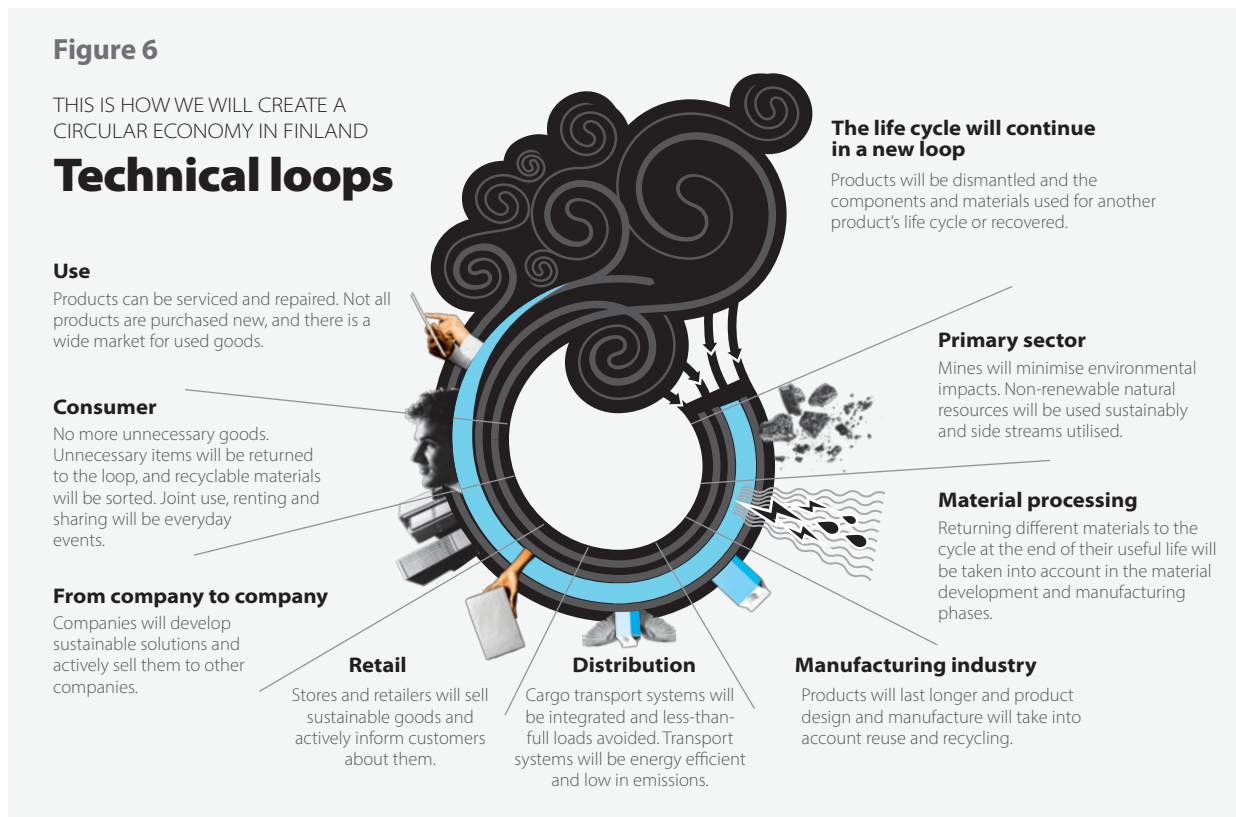 Figure 6
THIS IS HOW WE WILL CREATE A
CIRCULAR ECONOMY IN FINLAND
Technical loops
The life cycle will continue
in a new loop
Products will be dismantled and the
components and materials used for another
product's life cycle or recovered.
Primary sector
Mines will minimise environmental
impacts. Non-renewable natural
resources will be used sustainably
and side streams utilised.
Material processing
Returning different materials to the
cycle at the end of their useful life will
be taken into account in the material
development and manufacturing
phases.
Manufacturing industry
Products will last longer and product
design and manufacture will take into
account reuse and recycling.
Distribution
Cargo transport systems will
be integrated and less-than-
full loads avoided. Transport
systems will be energy efficient
and low in emissions.
Retail
Stores and retailers will sell
sustainable goods and
actively inform customers
about them.
From company to company
Companies will develop
sustainable solutions and
actively sell them to other
companies.
Consumer
No more unnecessary goods.
Unnecessary items will be returned
to the loop, and recyclable materials
will be sorted. Joint use, renting and
sharing will be everyday
events.
Use
Products can be serviced and repaired. Not all
products are purchased new, and there is a
wide market for used goods.